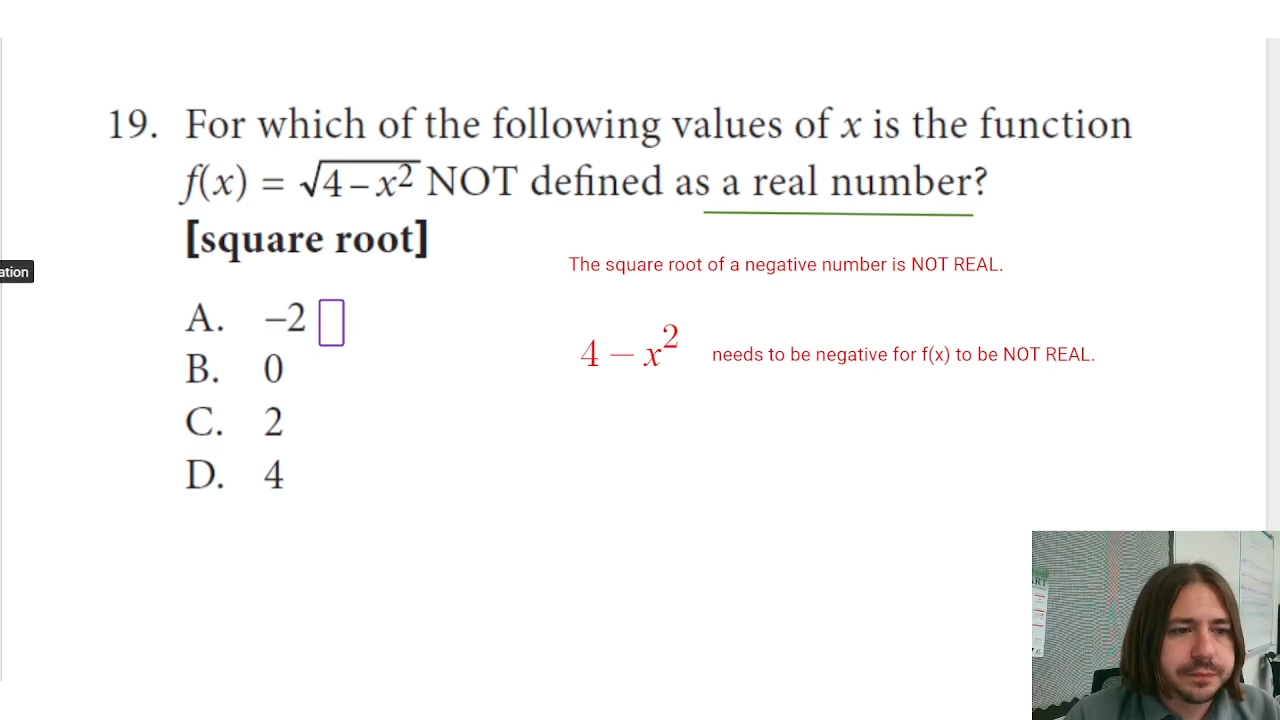 19. For which of the following values of x is the function
f(x) = √4 – x² NOT defined as a real number?
[square root]
ation
The square root of a negative number is NOT REAL.
A. –2
4 – x² needs to be negative for f(x) to be NOT REAL.
B. 0
C. 2
D. 4